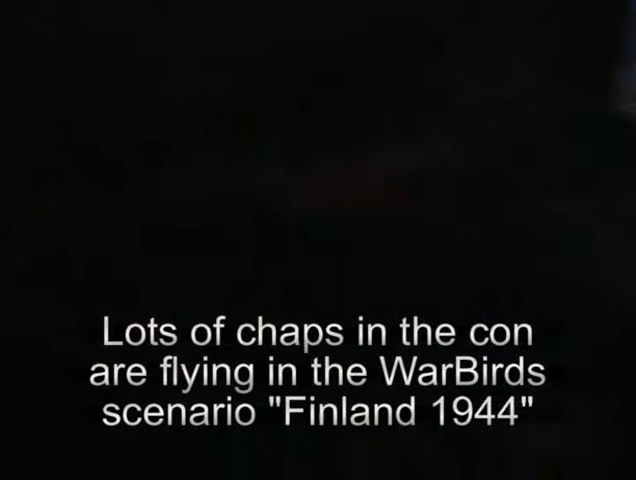 Lots of chaps in the con
are flying in the WarBirds
scenario "Finland 1944"